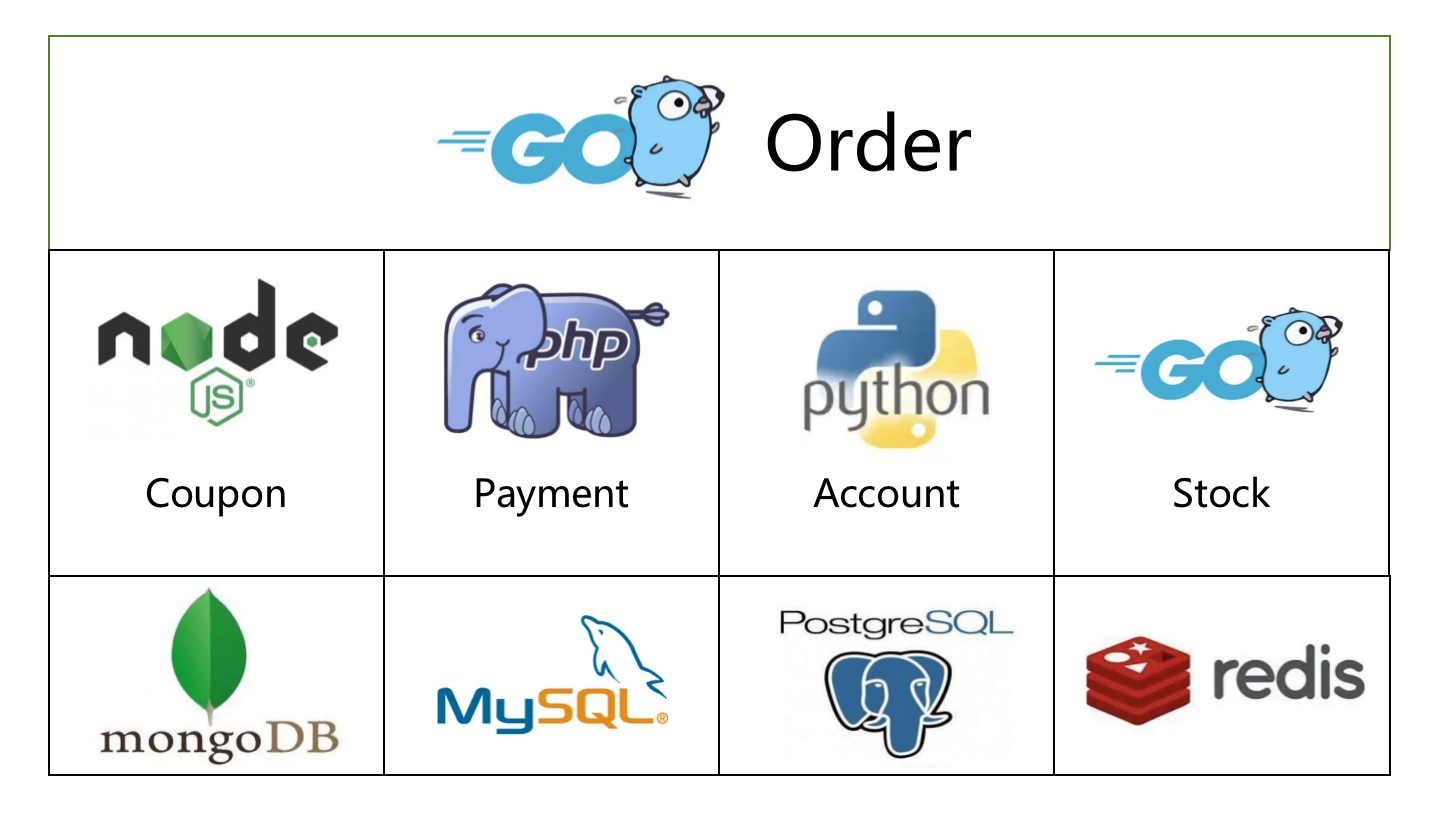 GO Order
node
JS®
php
python
GO
Coupon
Payment
Account
Stock
mongoDB
MySQL®
PostgreSQL
redis